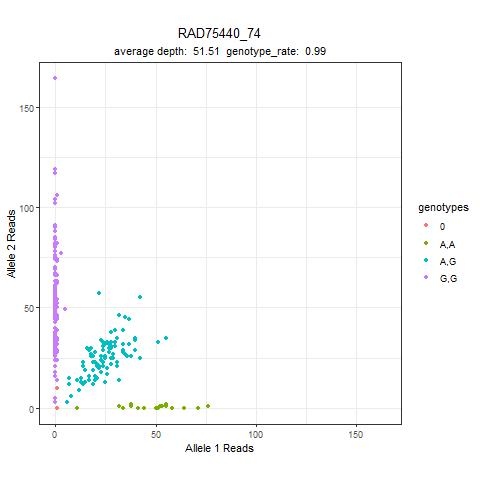 RAD75440_74
average depth:  51.51  genotype_rate:  0.99
150
100
50
0
Allele 2 Reads
0 50 100 150
Allele 1 Reads
genotypes
0
A,A
A,G
G,G